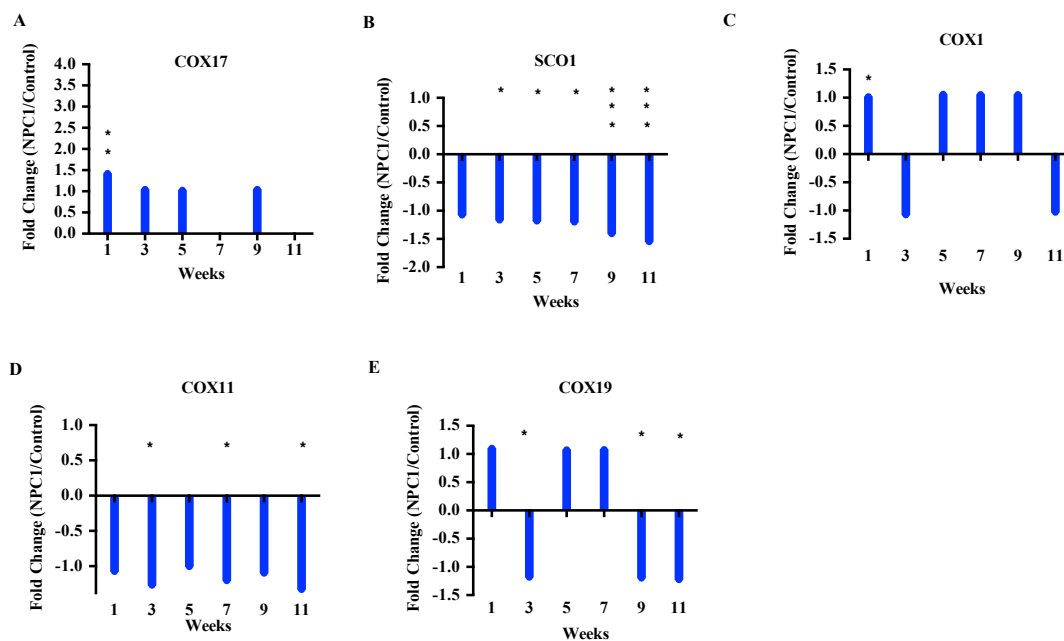 A
COX17
Fold Change (NPC1/Control)
4.0
3.5
3.0
2.5
2.0
1.5
1.0
0.5
0.0
*
*
1 3 5 7 9 11
Weeks
B
SCO1
Fold Change (NPC1/Control)
1.5
1.0
0.5
0.0
-0.5
-1.0
-1.5
-2.0
* * * * *
* *
* *
1 3 5 7 9 11
Weeks
C
COX1
Fold Change (NPC1/Control)
1.5
1.0
0.5
0.0
-0.5
-1.0
-1.5
*
1 3 5 7 9 11
Weeks
D
COX11
Fold Change (NPC1/Control)
1.0
0.5
0.0
-0.5
-1.0
* * *
1 3 5 7 9 11
Weeks
E
COX19
Fold Change (NPC1/Control)
1.5
1.0
0.5
0.0
-0.5
-1.0
-1.5
* * *
1 3 5 7 9 11
Weeks